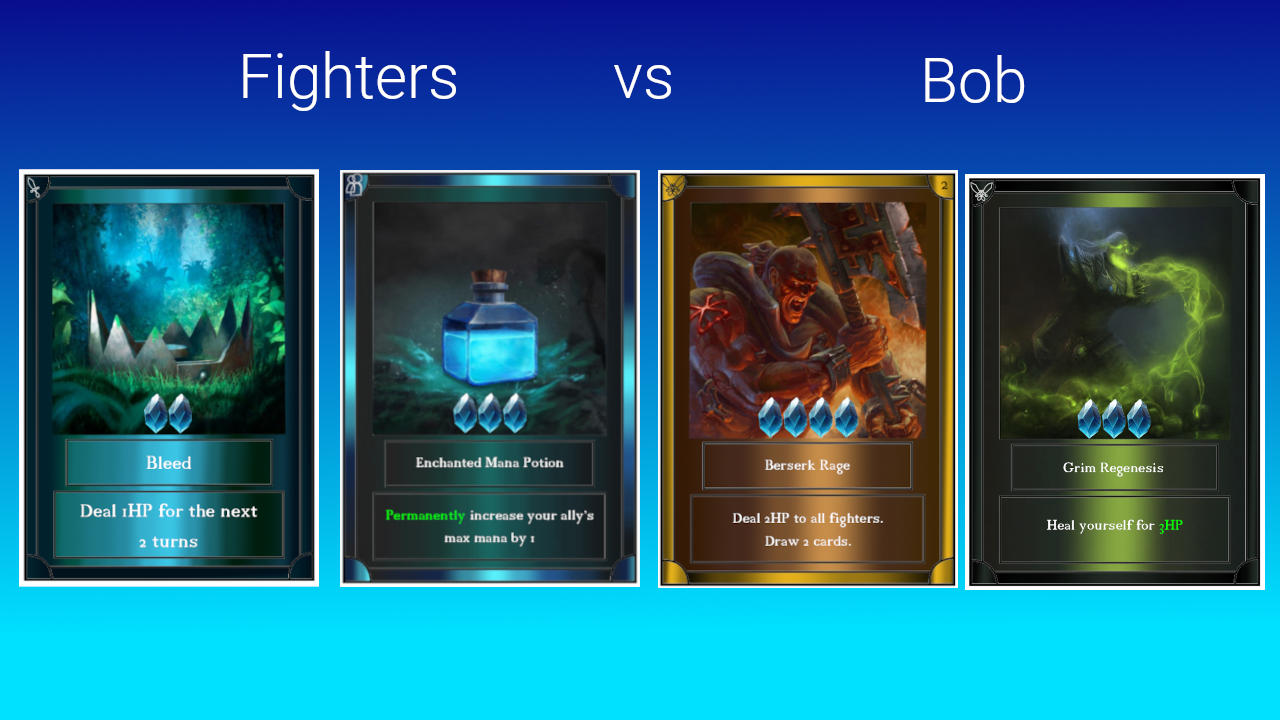 Fighters vs Bob
Bleed
Deal 1HP for the next
2 turns
Enchanted Mana Potion
Permanently increase your ally's
max mana by 1
2
Berserk Rage
Deal 2HP to all fighters.
Draw 2 cards.
Grim Regenesis
Heal yourself for 3HP